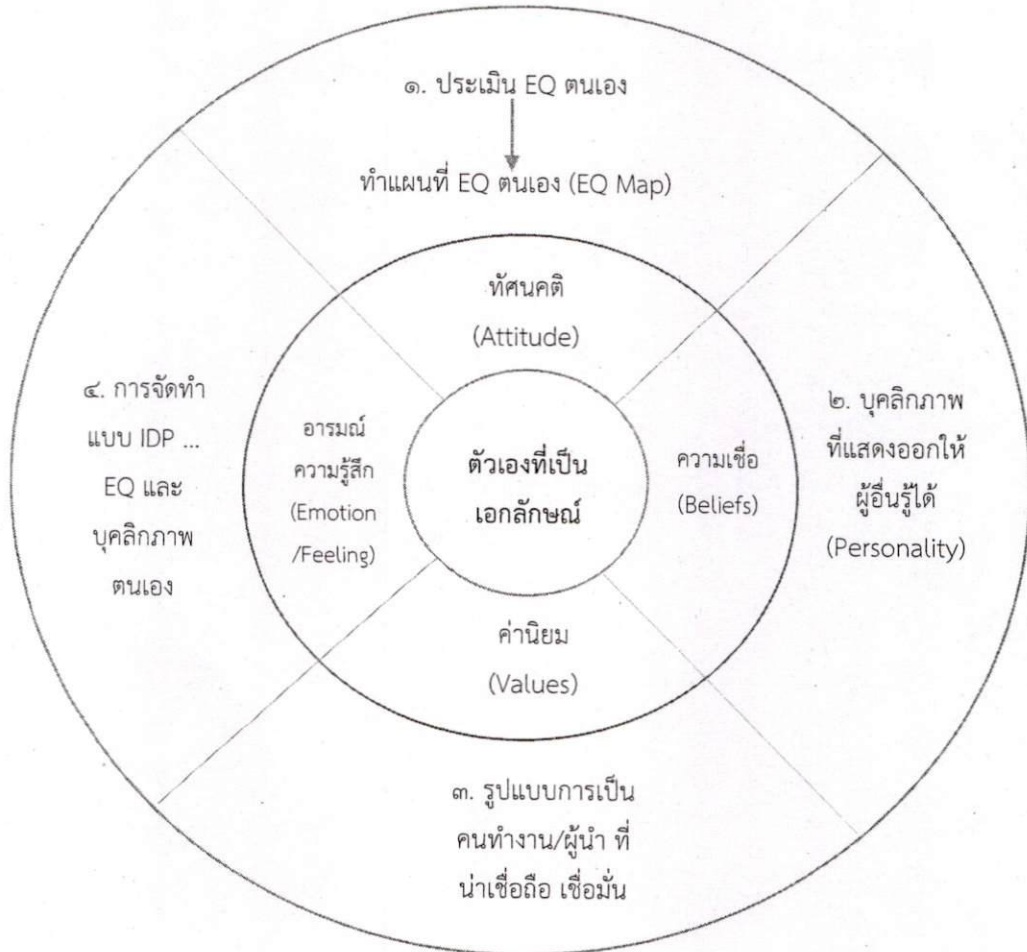 ๑. ประเมิน EQ ตนเอง
ทำแผนที่ EQ ตนเอง (EQ Map)
ทัศนคติ
(Attitude)
๔. การจัดทำ
แบบ IDP ...
EQ และ
บุคลิกภาพ
ตนเอง
อารมณ์
ความรู้สึก
(Emotion
/Feeling)
ตัวเองที่เป็น
เอกลักษณ์
ความเชื่อ
(Beliefs)
๒. บุคลิกภาพ
ที่แสดงออกให้
ผู้อื่นรู้ได้
(Personality)
ค่านิยม
(Values)
๓. รูปแบบการเป็น
คนทำงาน/ผู้นำ ที่
น่าเชื่อถือ เชื่อมั่น